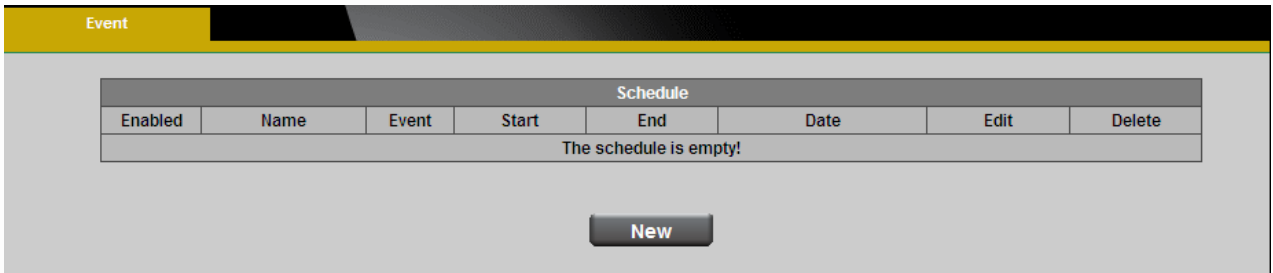 Event
Schedule
Enabled Name Event Start End Date Edit Delete
The schedule is empty!
New